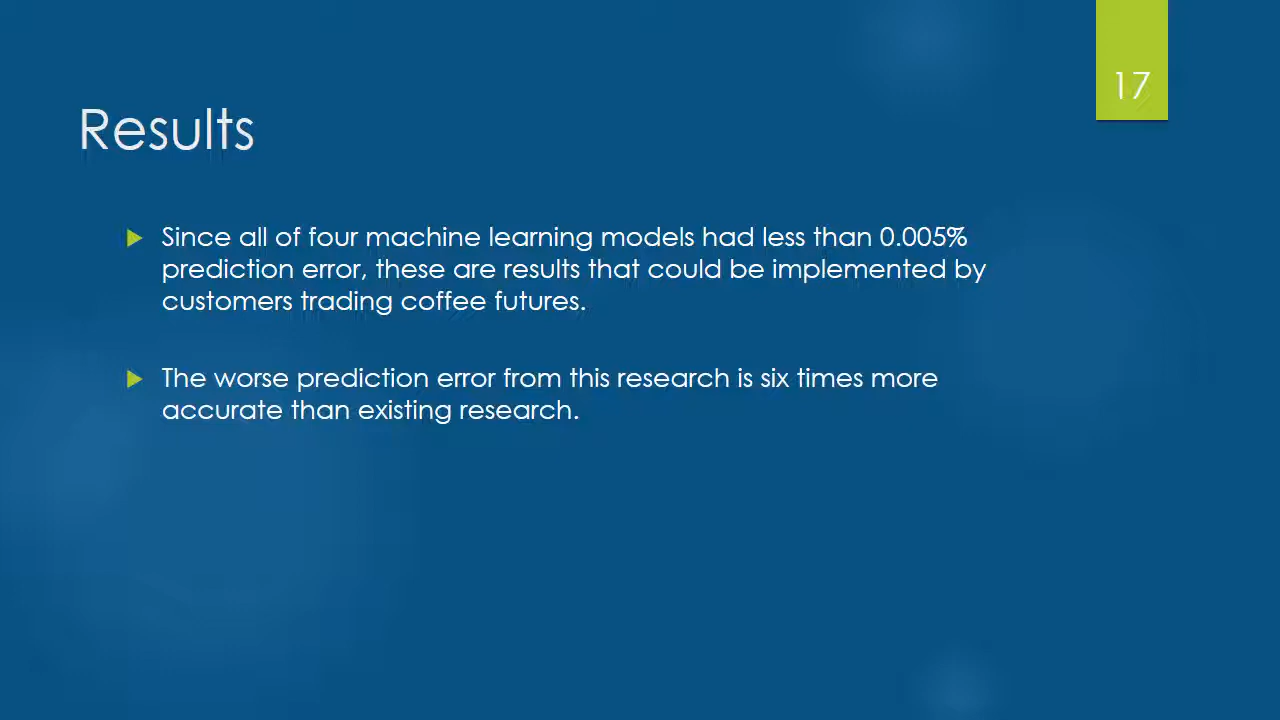 17
Results
Since all of four machine learning models had less than 0.005%
prediction error, these are results that could be implemented by
customers trading coffee futures.
The worse prediction error from this research is six times more
accurate than existing research.